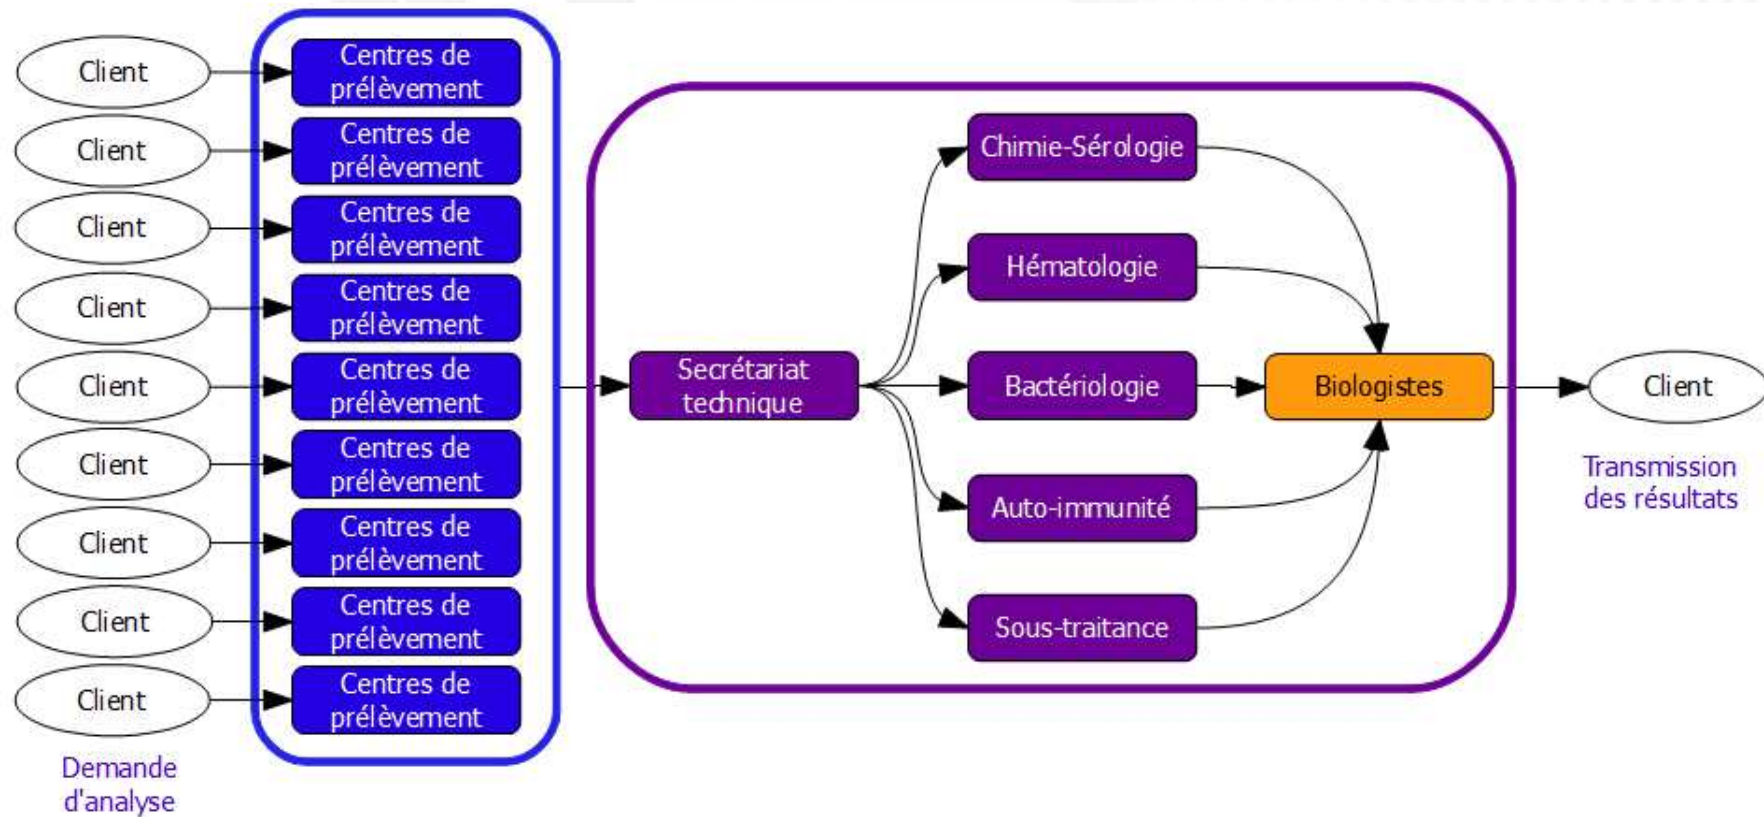 Client
Centres de
prélèvement
Client
Centres de
prélèvement
Client
Centres de
prélèvement
Client
Centres de
prélèvement
Client
Centres de
prélèvement
Client
Centres de
prélèvement
Client
Centres de
prélèvement
Client
Centres de
prélèvement
Client
Centres de
prélèvement
Demande
d'analyse
Secrétariat
technique
Chimie-Sérologie
Hématologie
Bactériologie
Auto-immunité
Sous-traitance
Biologistes
Client
Transmission
des résultats